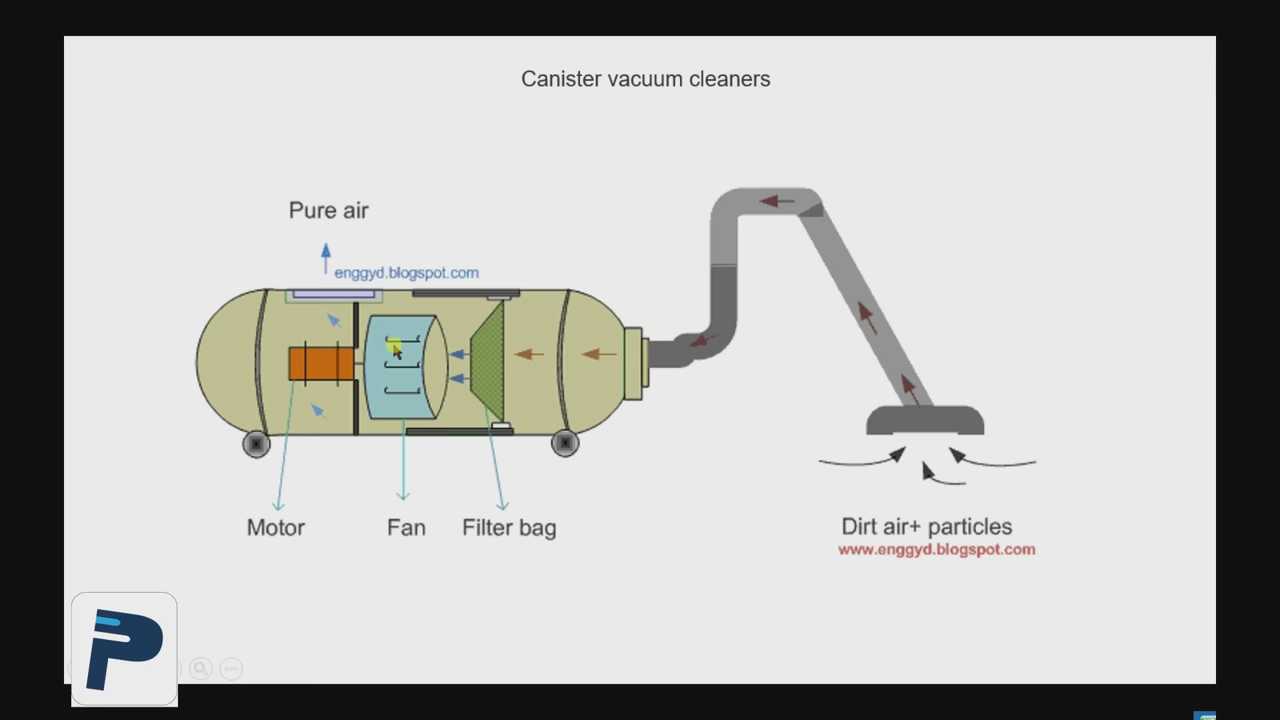 Canister vacuum cleaners
Pure air
enggyd.blogspot.com
Motor
Fan
Filter bag
Dirt air+ particles
www.enggyd.blogspot.com
P